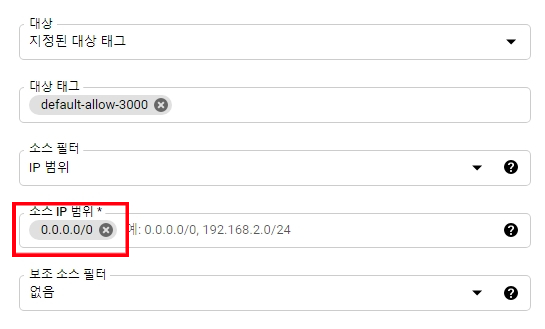 대상
지정된 대상 태그
대상 태그
default-allow-3000
소스 필터
IP 범위
소스 IP 범위 *
0.0.0.0/0 예: 0.0.0.0/0, 192.168.2.0/24
보조 소스 필터
없음